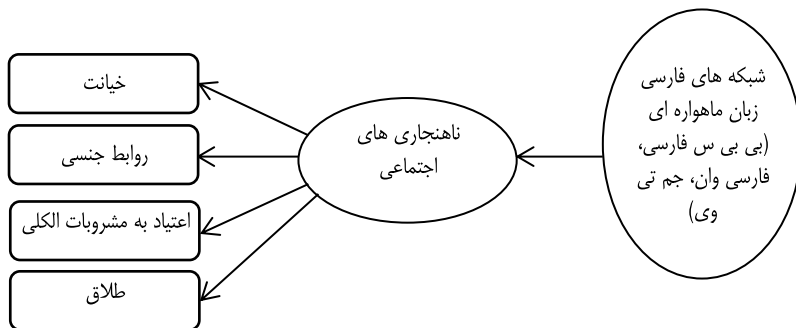 شبکه های فارسی
زبان ماهواره ای
(بی بی س فارسی،
فارسی وان، جم تی
وی)
ناهنجاری های
اجتماعی
خیانت
روابط جنسی
اعتیاد به مشروبات الکلی
طلاق